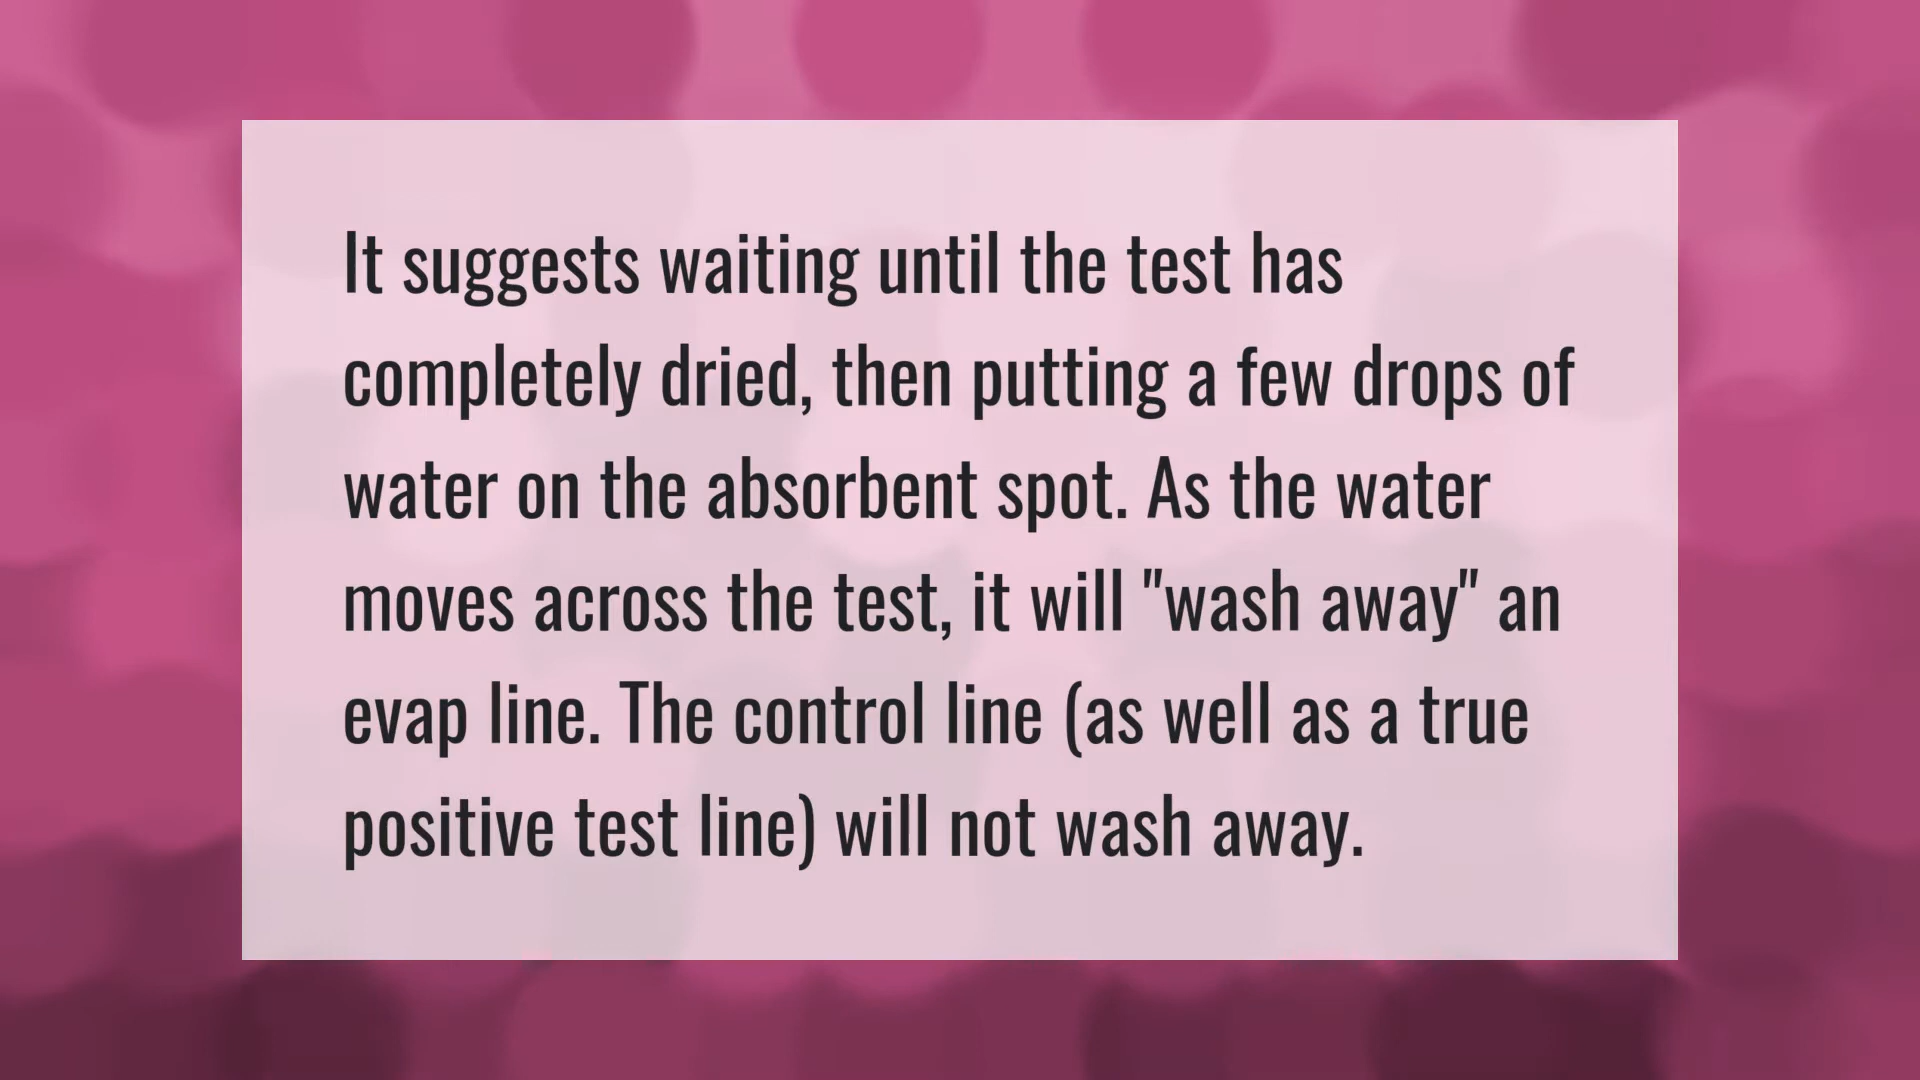 It suggests waiting until the test has
completely dried, then putting a few drops of
water on the absorbent spot. As the water
moves across the test, it will "wash away" an
evap line. The control line (as well as a true
positive test line) will not wash away.